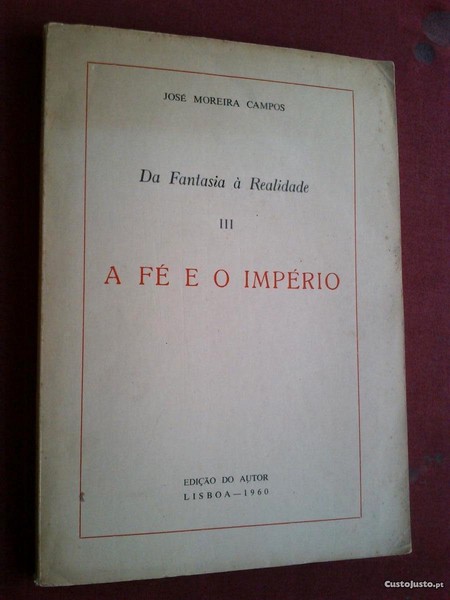 JOSÉ MOREIRA CAMPOS
Da Fantasia à Realidade
III
A FÉ E O IMPÉRIO
EDIÇÃO DO AUTOR
LISBOA—1960
CustoJusto.pt